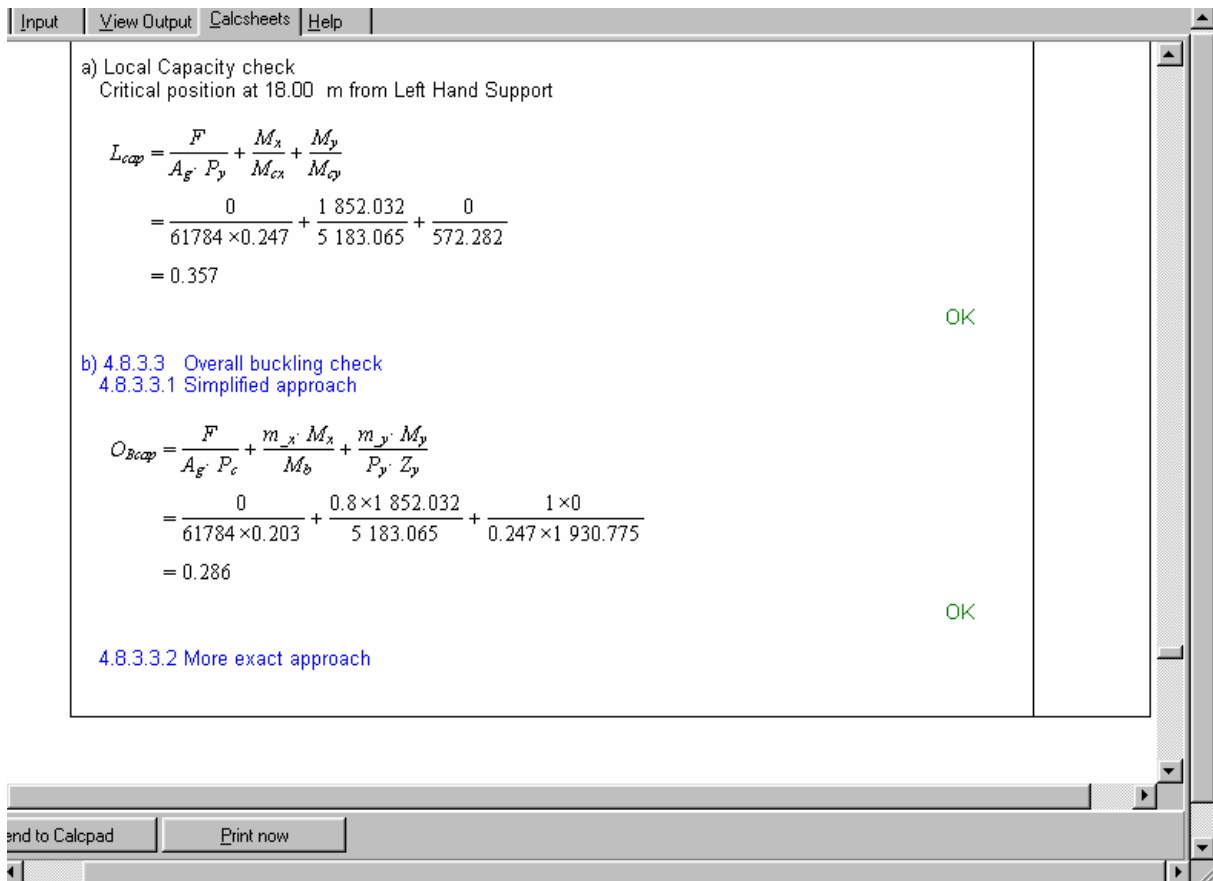 Input View Output Calcsheets Help
a) Local Capacity check
Critical position at 18.00 m from Left Hand Support
L_cap = F / (A_g · P_y) + M_x / M_cx + M_y / M_cy
= 0 / (61784 ×0.247) + 1 852.032 / 5 183.065 + 0 / 572.282
= 0.357
OK
b) 4.8.3.3 Overall buckling check
4.8.3.3.1 Simplified approach
O_Bcap = F / (A_g · P_c) + (m_x · M_x) / M_b + (m_y · M_y) / (P_y · Z_y)
= 0 / (61784 ×0.203) + (0.8 ×1 852.032) / 5 183.065 + (1 ×0) / (0.247 ×1 930.775)
= 0.286
OK
4.8.3.3.2 More exact approach
end to Calcpad Print now